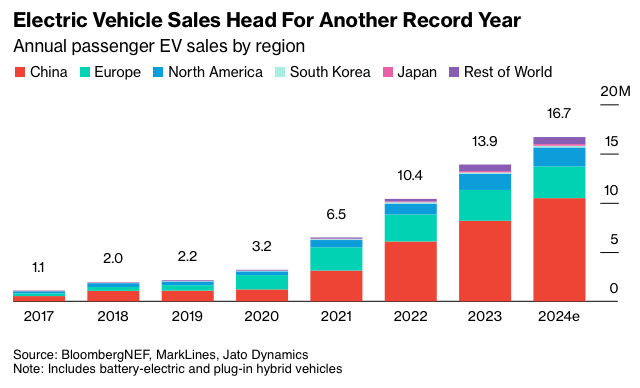 Electric Vehicle Sales Head For Another Record Year
Annual passenger EV sales by region
China Europe North America South Korea Japan Rest of World
20M
16.7
15
13.9
10.4
10
6.5
5
3.2
2.2
2.0
1.1
0
2017 2018 2019 2020 2021 2022 2023 2024e
Source: BloombergNEF, MarkLines, Jato Dynamics
Note: Includes battery-electric and plug-in hybrid vehicles